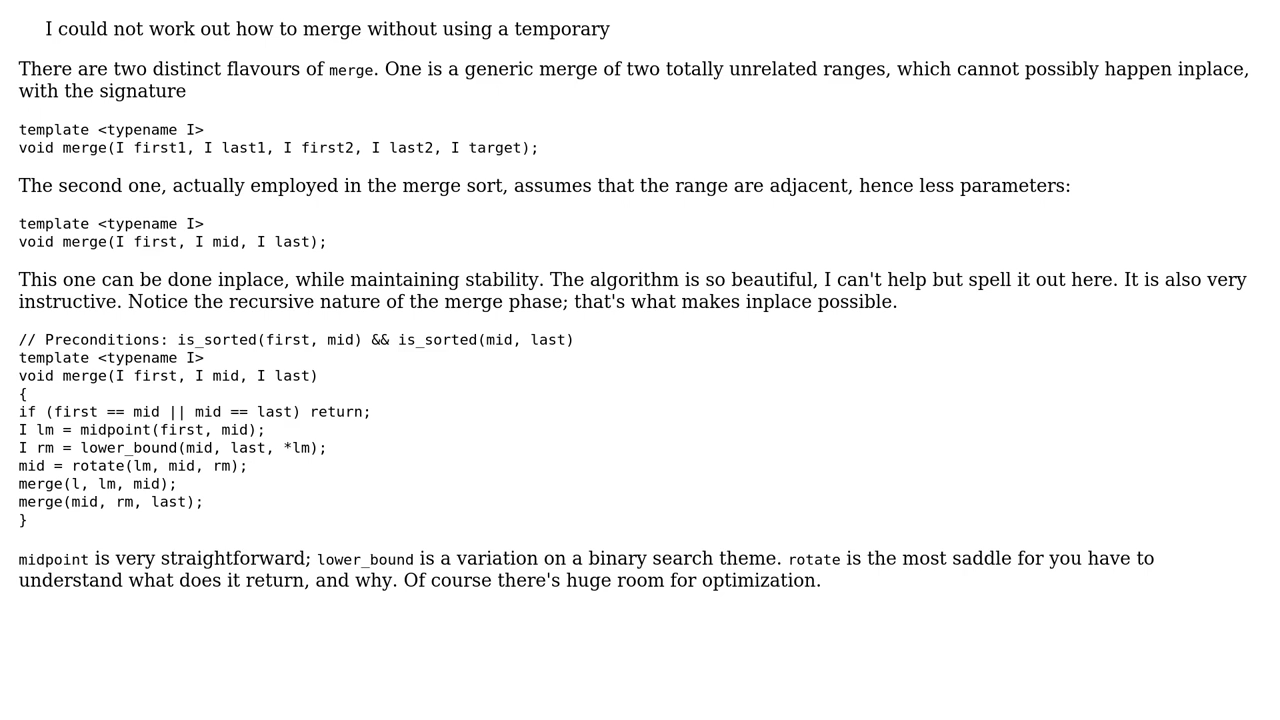 I could not work out how to merge without using a temporary
There are two distinct flavours of merge. One is a generic merge of two totally unrelated ranges, which cannot possibly happen inplace,
with the signature
template <typename I>
void merge(I first1, I last1, I first2, I last2, I target);
The second one, actually employed in the merge sort, assumes that the range are adjacent, hence less parameters:
template <typename I>
void merge(I first, I mid, I last);
This one can be done inplace, while maintaining stability. The algorithm is so beautiful, I can't help but spell it out here. It is also very
instructive. Notice the recursive nature of the merge phase; that's what makes inplace possible.
// Preconditions: is_sorted(first, mid) && is_sorted(mid, last)
template <typename I>
void merge(I first, I mid, I last)
{
if (first == mid || mid == last) return;
I lm = midpoint(first, mid);
I rm = lower_bound(mid, last, *lm);
mid = rotate(lm, mid, rm);
merge(l, lm, mid);
merge(mid, rm, last);
}
midpoint is very straightforward; lower_bound is a variation on a binary search theme. rotate is the most saddle for you have to
understand what does it return, and why. Of course there's huge room for optimization.